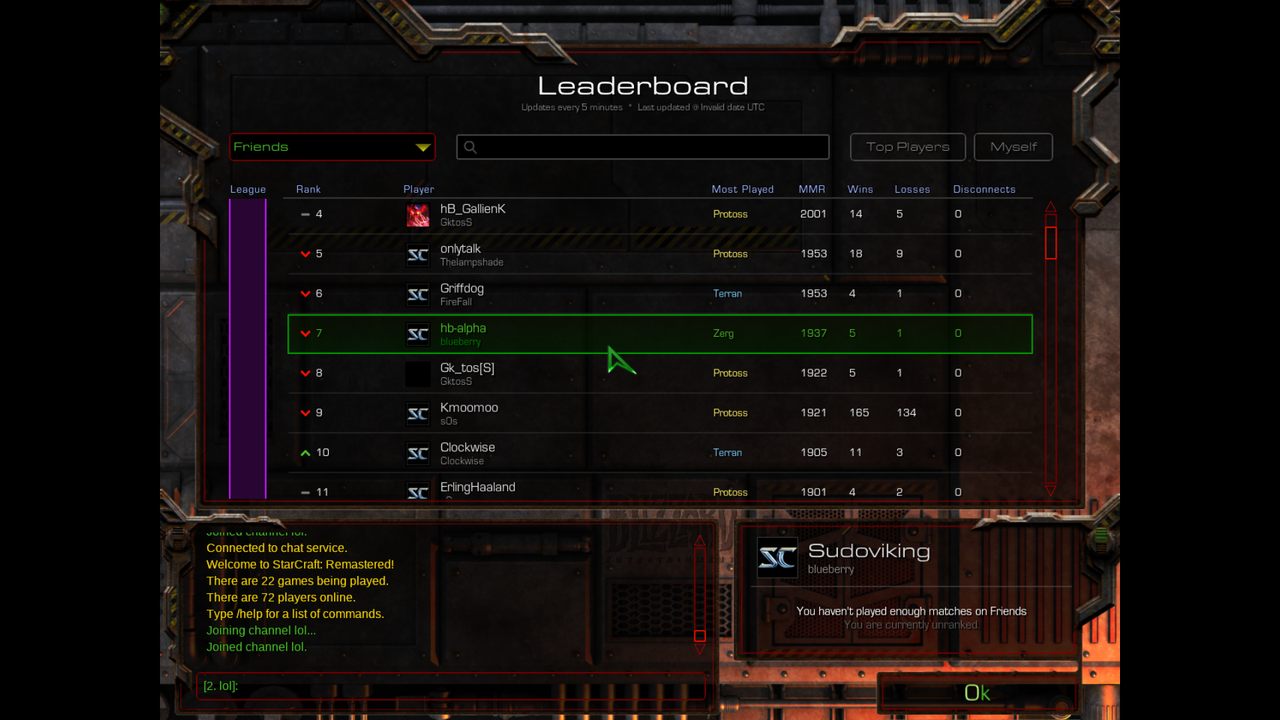 Leaderboard
Updates every 5 minutes * Last updated @ Invalid date UTC
Friends
Top Players
Myself
League Rank Player Most Played MMR Wins Losses Disconnects
4 hB_GallienK Protoss 2001 14 5 0
GktosS
5 onlytalk Protoss 1953 18 9 0
Thelampshade
6 Griffdog Terran 1953 4 1 0
FireFall
7 hb-alpha Zerg 1937 5 1 0
blueberry
8 Gk_tos[S] Protoss 1922 5 1 0
GktosS
9 Kmoomoo Protoss 1921 165 134 0
sOs
10 Clockwise Terran 1905 11 3 0
Clockwise
11 ErlingHaaland Protoss 1901 4 2 0
Joined channel lol.
Connected to chat service.
Welcome to StarCraft: Remastered!
There are 22 games being played.
There are 72 players online.
Type /help for a list of commands.
Joining channel lol...
Joined channel lol.
[2. lol]:
SC
Sudoviking
blueberry
You haven't played enough matches on Friends
You are currently unranked.
Ok